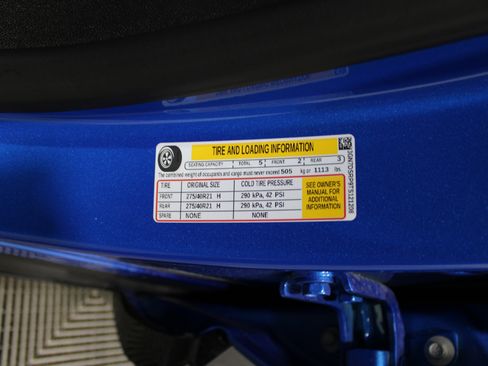 TIRE AND LOADING INFORMATION
SEATING CAPACITY TOTAL 5 FRONT 2 REAR 3
The combined weight of occupants and cargo must never exceed 505 kg or 1113 lbs
TIRE ORIGINAL SIZE COLD TIRE PRESSURE
FRONT 275/40R21 H 290 kPa, 42 PSI
REAR 275/40R21 H 290 kPa, 42 PSI
SPARE NONE NONE
SEE OWNER'S
MANUAL FOR
ADDITIONAL
INFORMATION